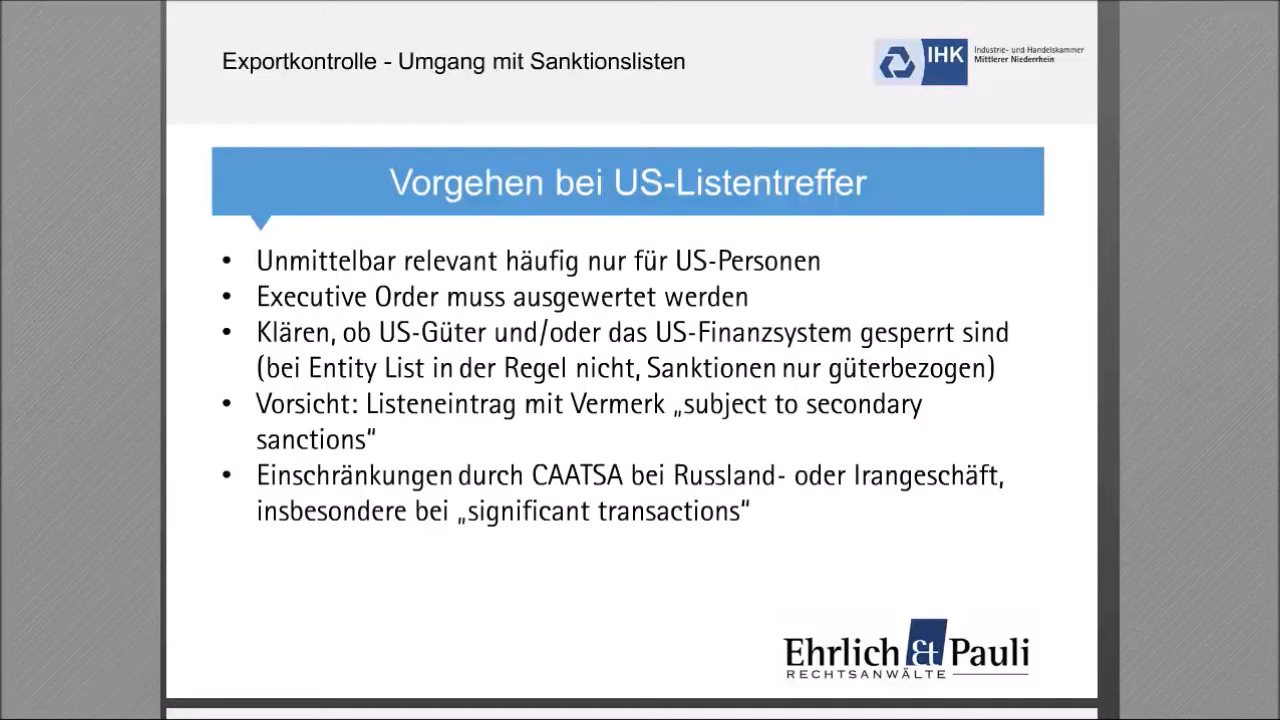 Exportkontrolle - Umgang mit Sanktionslisten
IHK
Industrie- und Handelskammer
Mittlerer Niederrhein
Vorgehen bei US-Listentreffer
• Unmittelbar relevant häufig nur für US-Personen
• Executive Order muss ausgewertet werden
• Klären, ob US-Güter und/oder das US-Finanzsystem gesperrt sind
(bei Entity List in der Regel nicht, Sanktionen nur güterbezogen)
• Vorsicht: Listeneintrag mit Vermerk „subject to secondary
sanctions“
• Einschränkungen durch CAATSA bei Russland- oder Irangeschäft,
insbesondere bei „significant transactions“
Ehrlich & Pauli
RECHTSANWÄLTE